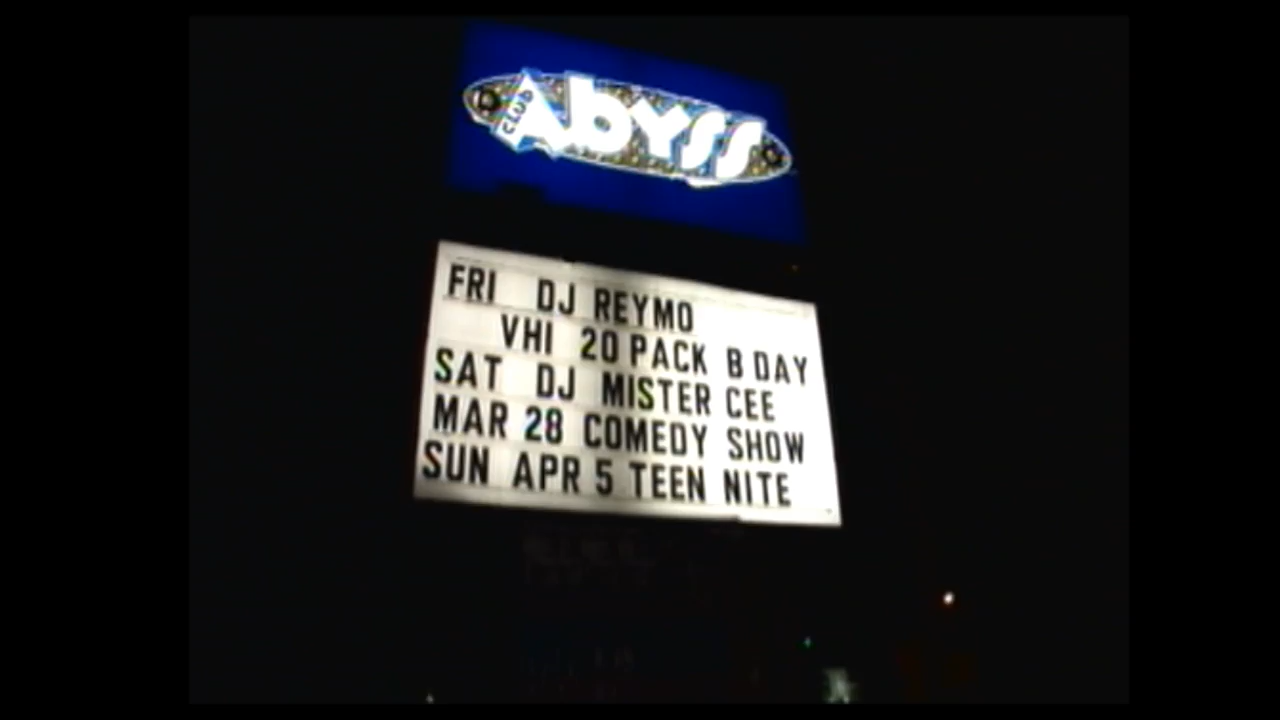 CLUB Abyss
FRI DJ REYMO
VHI 20 PACK B DAY
SAT DJ MISTER CEE
MAR 28 COMEDY SHOW
SUN APR 5 TEEN NITE